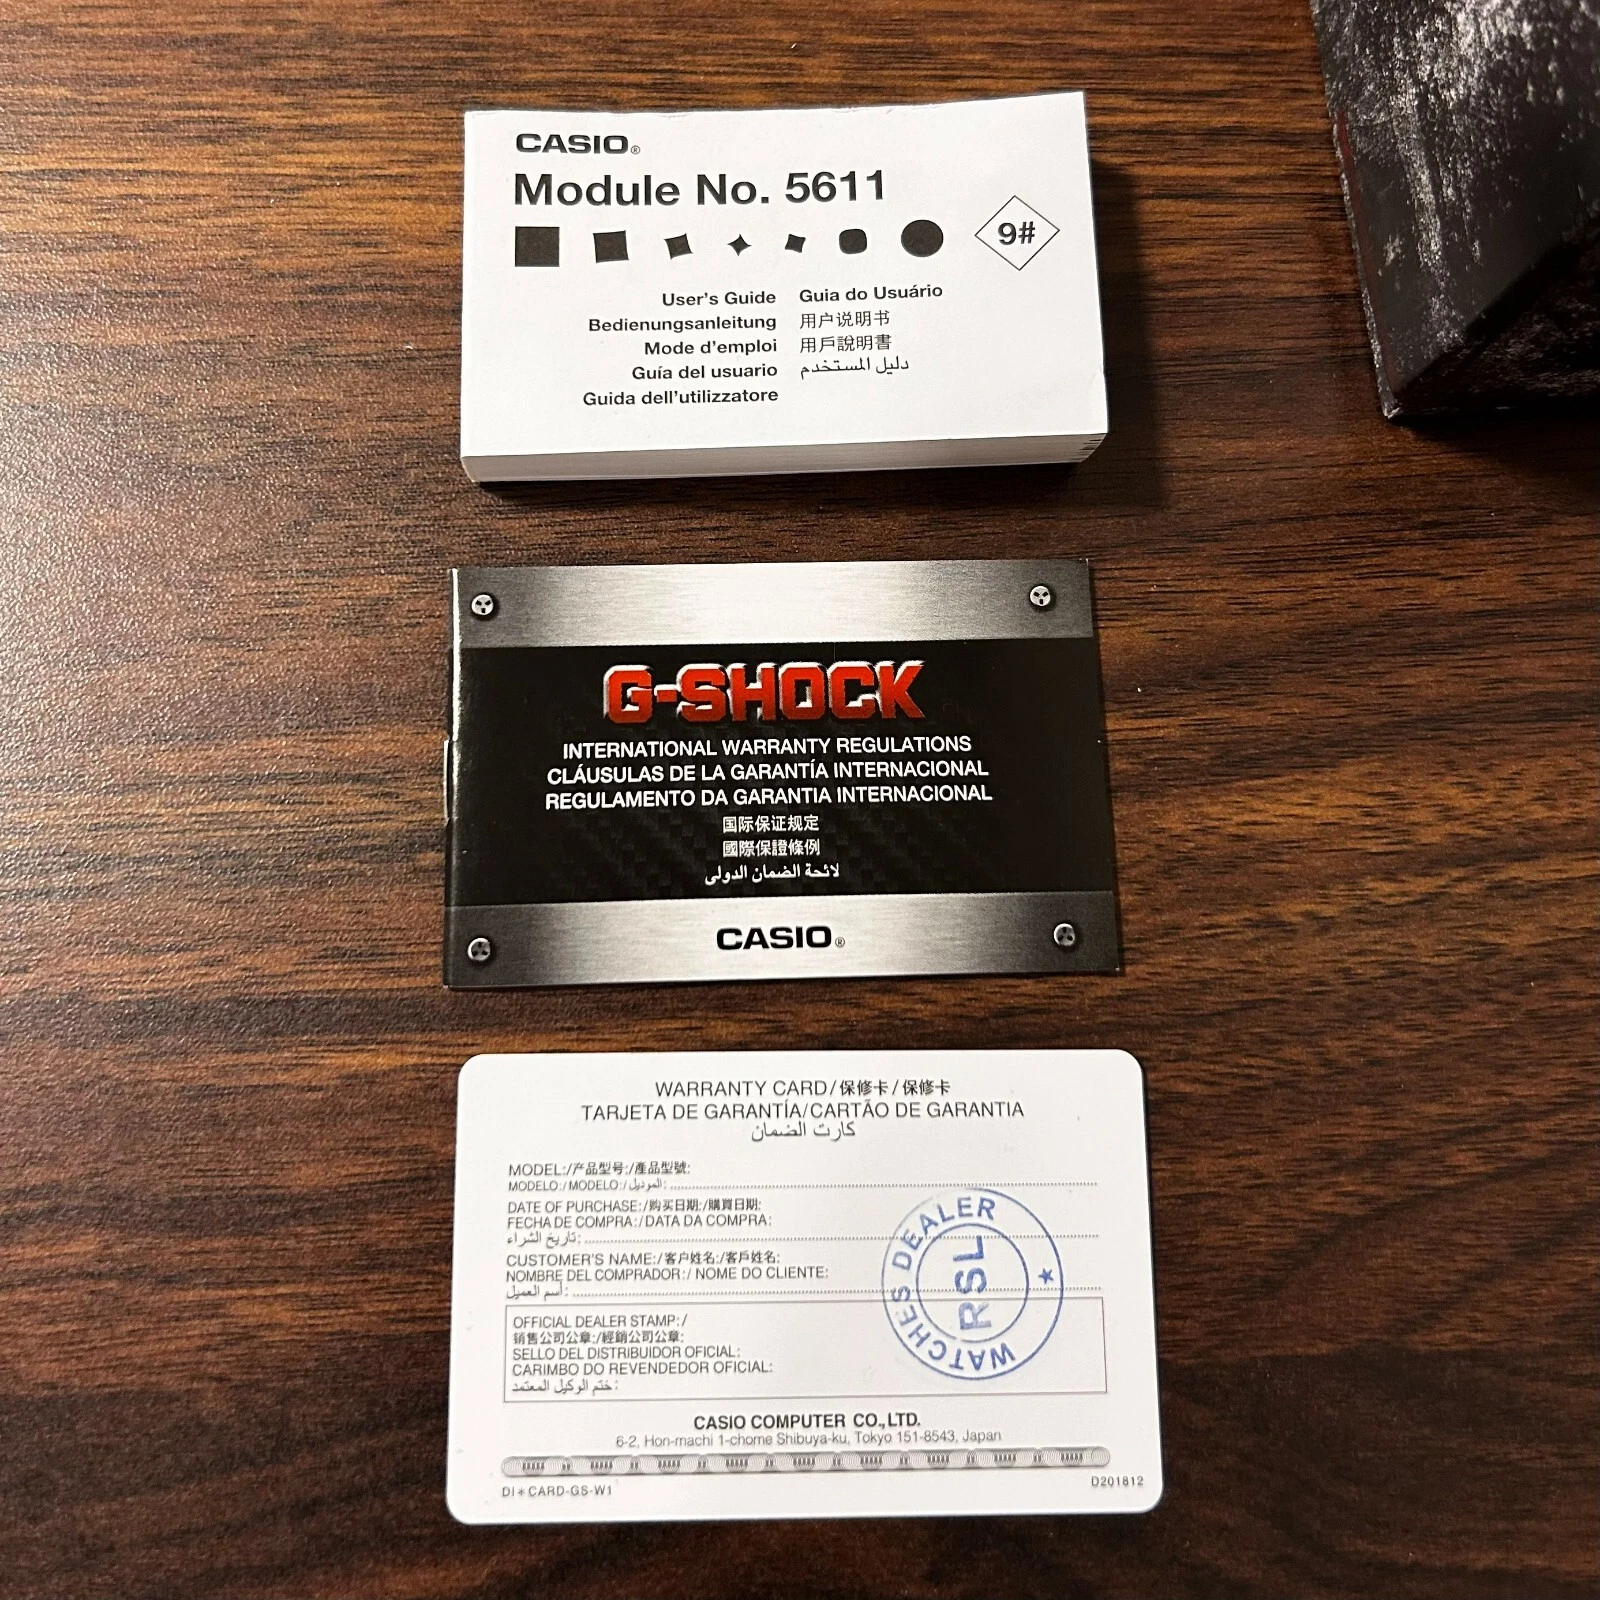 CASIO®
Module No. 5611
9#
User's Guide
Bedienungsanleitung
Mode d'emploi
Guía del usuario
Guida dell'utilizzatore
Guia do Usuário
用户说明书
用戶說明書
دليل المستخدم
G-SHOCK
INTERNATIONAL WARRANTY REGULATIONS
CLÁUSULAS DE LA GARANTÍA INTERNACIONAL
REGULAMENTO DA GARANTIA INTERNACIONAL
国际保证规定
國際保證條例
لائحة الضمان الدولى
CASIO®
WARRANTY CARD/保修卡/保修卡
TARJETA DE GARANTÍA/CARTÃO DE GARANTIA
كارت الضمان
MODEL:/产品型号:/產品型號:
MODELO:/MODELO:/الموديل:
DATE OF PURCHASE:/购买日期:/購買日期:
FECHA DE COMPRA:/DATA DA COMPRA:
تاريخ الشراء:
CUSTOMER'S NAME:/客户姓名:/客戶姓名:
NOMBRE DEL COMPRADOR:/ NOME DO CLIENTE:
أسم العميل:
WATCHES DEALER ★
RSL
OFFICIAL DEALER STAMP:/
销售公司公章:/經銷公司公章:
SELLO DEL DISTRIBUIDOR OFICIAL:
CARIMBO DO REVENDEDOR OFICIAL:
ختم الوكيل المعتمد:
CASIO COMPUTER CO.,LTD.
6-2, Hon-machi 1-chome Shibuya-ku, Tokyo 151-8543, Japan
DI＊CARD-GS-W1
D201812